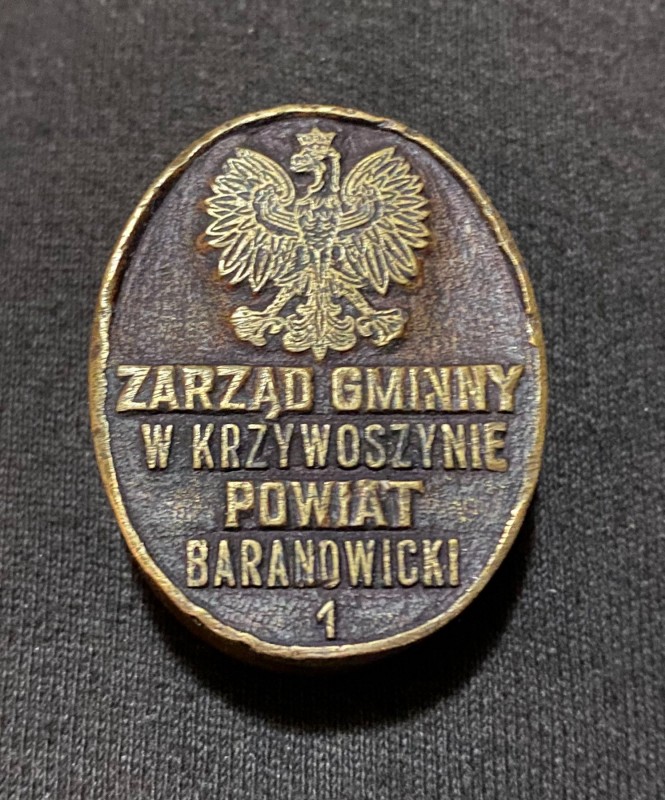 ZARZĄD GMINNY
W KRZYWOSZYNIE
POWIAT
BARANOWICKI
1